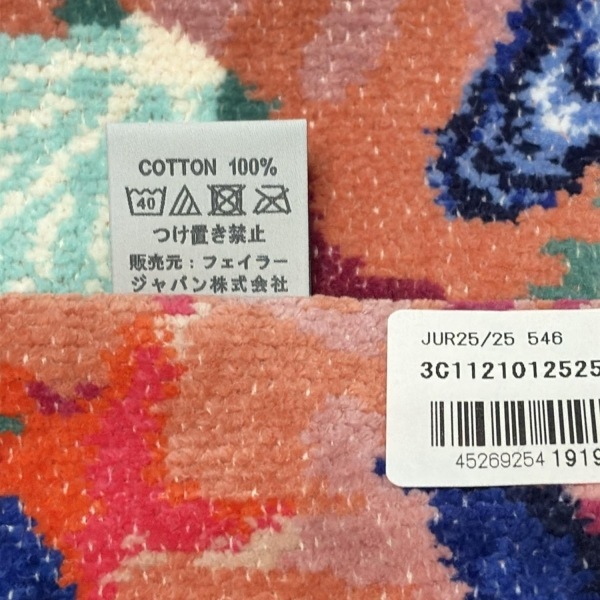 COTTON 100%
40
つけ置き禁止
販売元：フェイラー
ジャパン株式会社
JUR25/25 546
3C1121012525
45269254 1919